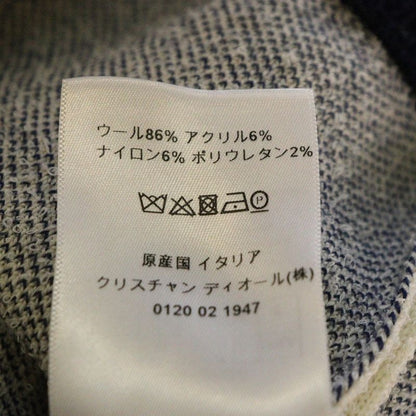 ウール86% アクリル6%
ナイロン6% ポリウレタン2%
P
原産国 イタリア
クリスチャン ディオール(株)
0120 02 1947